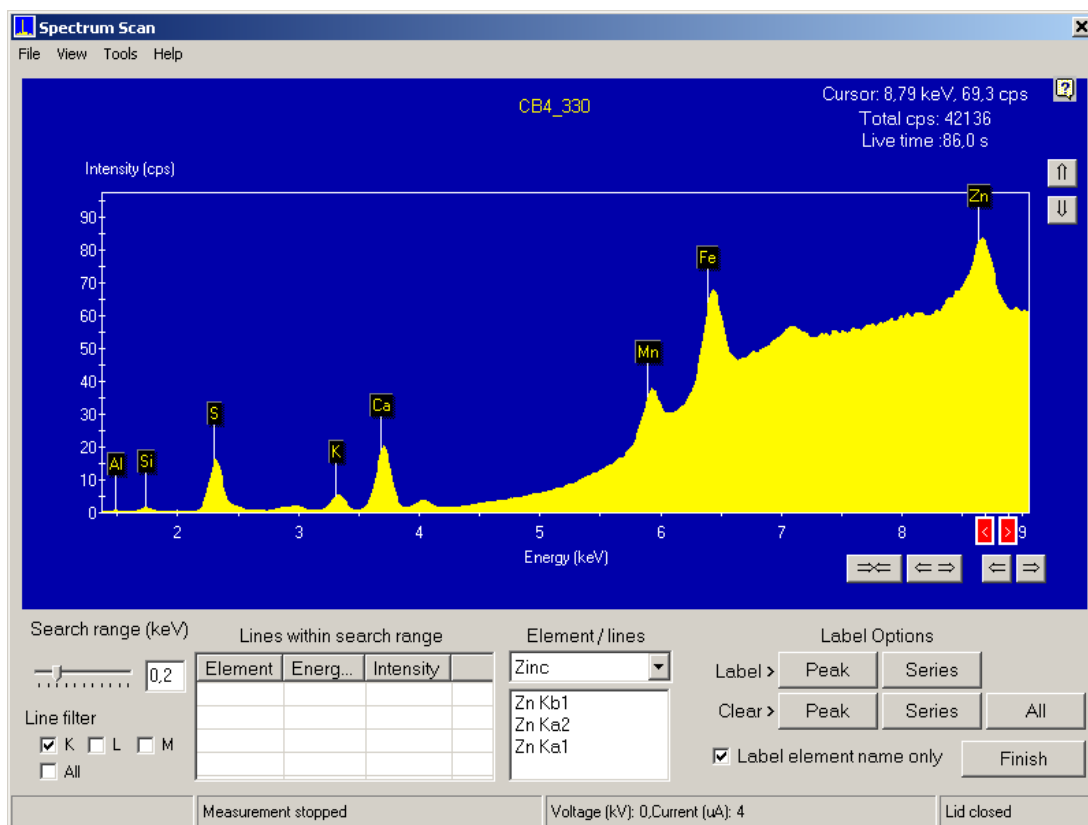 Spectrum Scan
File View Tools Help
CB4_330
Cursor: 8,79 keV, 69,3 cps
Total cps: 42136
Live time :86,0 s
Intensity (cps)
Zn
90
80
Fe
70
60
50
Mn
40
Ca
S
30
20
Al Si K
10
0
2 3 4 5 6 7 8 < > 9
Energy (keV)
Search range (keV)
0,2
Line filter
K L M
All
Lines within search range
Element Energ... Intensity
Element / lines
Zinc
Zn Kb1
Zn Ka2
Zn Ka1
Label Options
Label > Peak Series
Clear > Peak Series All
Label element name only Finish
Measurement stopped Voltage (kV): 0,Current (uA): 4 Lid closed